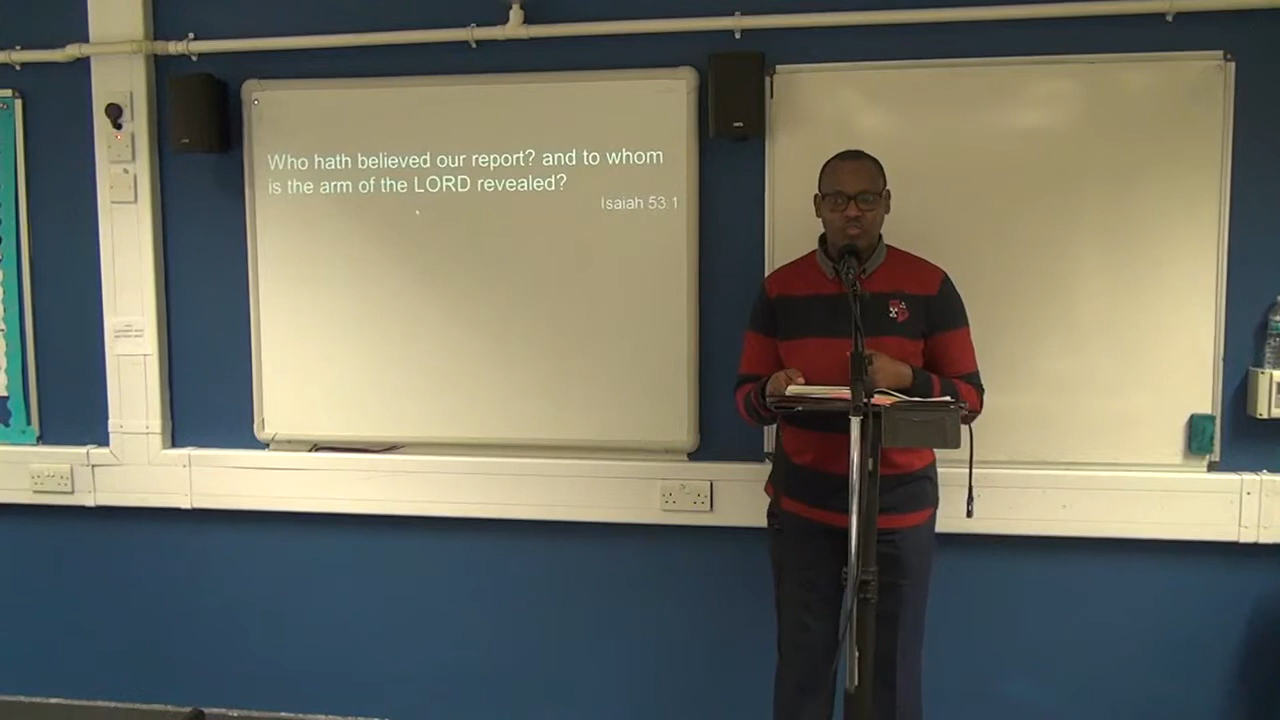 Who hath believed our report? and to whom
is the arm of the LORD revealed?
Isaiah 53:1